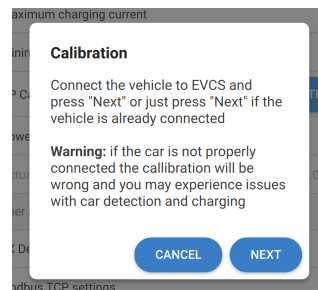 aximum charging current
Calibration
Connect the vehicle to EVCS and
press "Next" or just press "Next" if the
vehicle is already connected
Warning: if the car is not properly
connected the callibration will be
wrong and you may experience issues
with car detection and charging
CANCEL
NEXT
odbus TCP settings